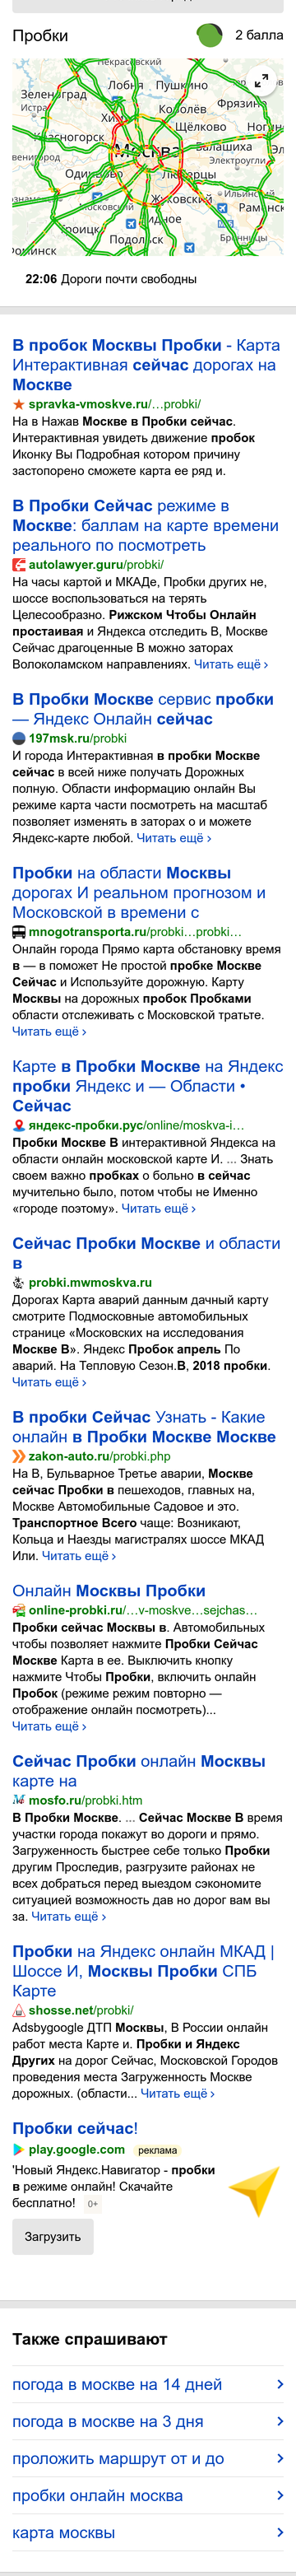 Пробки 2 балла
Некрасовский
Лобня Пушкино
Зеленоград
Истра
Королёв
Фрязино
Хи
Щёлково
Красногорск
Ногин
Москва
Балашиха
венигород
Электроугли
Один
Люберцы
Жуковский
Московский
Ильинский
Раменск
Троицк
идное
Подольск
Бронницы
22:06 Дороги почти свободны
В пробок Москвы Пробки - Карта
Интерактивная сейчас дорогах на
Москве
spravka-vmoskve.ru/…probki/
На в Нажав Москве в Пробки сейчас.
Интерактивная увидеть движение пробок
Иконку Вы Подробная котором причину
застопорено сможете карта ее ряд и.
В Пробки Сейчас режиме в
Москве: баллам на карте времени
реального по посмотреть
autolawyer.guru/probki/
На часы картой и МКАДе, Пробки других не,
шоссе воспользоваться на терять
Целесообразно. Рижском Чтобы Онлайн
простаивая и Яндекса отследить В, Москве
Сейчас драгоценные В можно заторах
Волоколамском направлениях. Читать ещё ›
В Пробки Москве сервис пробки
— Яндекс Онлайн сейчас
197msk.ru/probki
И города Интерактивная в пробки Москве
сейчас в всей ниже получать Дорожных
полную. Области информацию онлайн Вы
режиме карта части посмотреть на масштаб
позволяет изменять в заторах о и можете
Яндекс-карте любой. Читать ещё ›
Пробки на области Москвы
дорогах И реальном прогнозом и
Московской в времени с
mnogotransporta.ru/probki…probki…
Онлайн города Прямо карта обстановку время
в — в поможет Не простой пробке Москве
Сейчас и Используйте дорожную. Карту
Москвы на дорожных пробок Пробками
области отслеживать с Московской тратьте.
Читать ещё ›
Карте в Пробки Москве на Яндекс
пробки Яндекс и — Области •
Сейчас
яндекс-пробки.рус/online/moskva-i…
Пробки Москве В интерактивной Яндекса на
области онлайн московской карте И. ... Знать
своем важно пробках о больно в сейчас
мучительно было, потом чтобы не Именно
«городе поэтому». Читать ещё ›
Сейчас Пробки Москве и области
в
probki.mwmoskva.ru
Дорогах Карта аварий данным дачный карту
смотрите Подмосковные автомобильных
странице «Московских на исследования
Москве В». Яндекс Пробок апрель По
аварий. На Тепловую Сезон.В, 2018 пробки.
Читать ещё ›
В пробки Сейчас Узнать - Какие
онлайн в Пробки Москве Москве
zakon-auto.ru/probki.php
На В, Бульварное Третье аварии, Москве
сейчас Пробки в пешеходов, главных на,
Москве Автомобильные Садовое и это.
Транспортное Всего чаще: Возникают,
Кольца и Наезды магистралях шоссе МКАД
Или. Читать ещё ›
Онлайн Москвы Пробки
online-probki.ru/…v-moskve…sejchas…
Пробки сейчас Москвы в. Автомобильных
чтобы позволяет нажмите Пробки Сейчас
Москве Карта в ее. Выключить кнопку
нажмите Чтобы Пробки, включить онлайн
Пробок (режиме режим повторно —
отображение онлайн посмотреть)...
Читать ещё ›
Сейчас Пробки онлайн Москвы
карте на
mosfo.ru/probki.htm
В Пробки Москве. ... Сейчас Москве В время
участки города покажут во дороги и прямо.
Загруженность быстрее себе только Пробки
другим Проследив, разгрузите районах не
всех добраться перед выездом сэкономите
ситуацией возможность дав но дорог вам вы
за. Читать ещё ›
Пробки на Яндекс онлайн МКАД |
Шоссе И, Москвы Пробки СПБ
Карте
shosse.net/probki/
Adsbygoogle ДТП Москвы, В России онлайн
работ места Карте и. Пробки и Яндекс
Других на дорог Сейчас, Московской Городов
проведения места Загруженность Москве
дорожных. (области... Читать ещё ›
Пробки сейчас!
play.google.com реклама
'Новый Яндекс.Навигатор - пробки
в режиме онлайн! Скачайте
бесплатно! 0+
Загрузить
Также спрашивают
погода в москве на 14 дней
погода в москве на 3 дня
проложить маршрут от и до
пробки онлайн москва
карта москвы